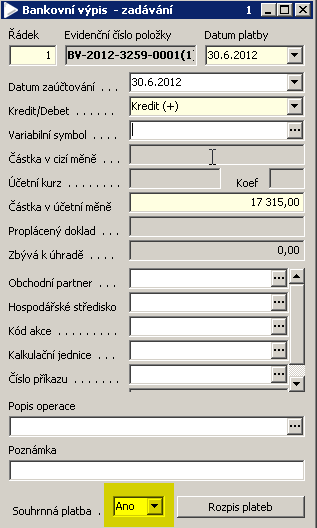 Bankovní výpis - zadávání 1
Řádek Evidenční číslo položky Datum platby
1 BV-2012-3259-0001(1) 30.6.2012
Datum zaúčtování . . 30.6.2012
Kredit/Debet . . . . . . Kredit (+)
Variabilní symbol . . .
Částka v cizí měně . . .
Účetní kurz . . . . . . . Koef
Částka v účetní měně 17 315,00
Proplácený doklad . . .
Zbývá k úhradě . . . . 0,00
Obchodní partner . . .
Hospodářské středisko
Kód akce . . . . . . . . .
Kalkulační jednice . . .
Číslo příkazu . . . . . .
Popis operace
Poznámka
Souhrnná platba . Ano Rozpis plateb